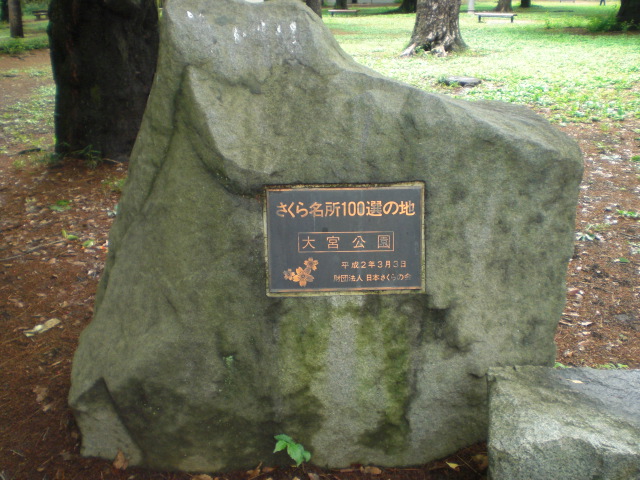 さくら名所100選の地
大宮公園
平成2年3月3日
財団法人 日本さくらの会